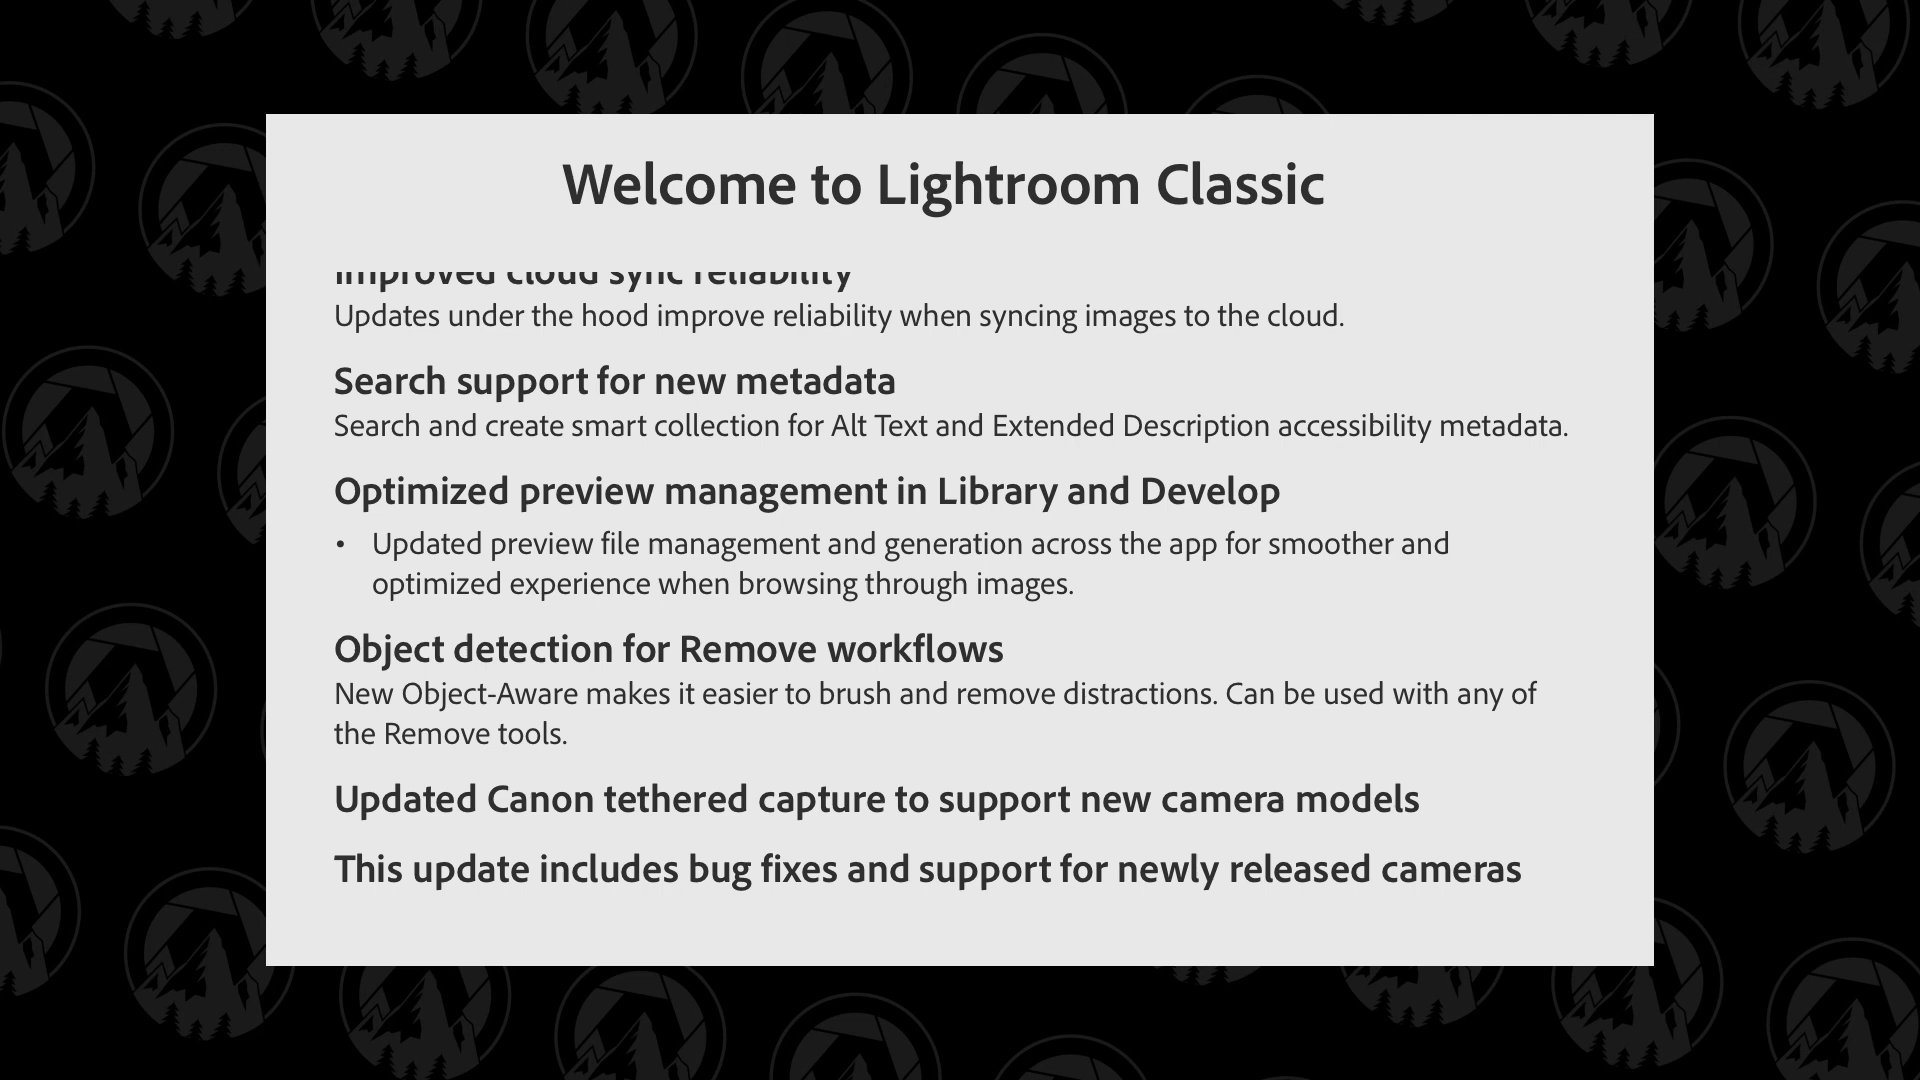 Welcome to Lightroom Classic
Improved cloud sync reliability
Updates under the hood improve reliability when syncing images to the cloud.
Search support for new metadata
Search and create smart collection for Alt Text and Extended Description accessibility metadata.
Optimized preview management in Library and Develop
• Updated preview file management and generation across the app for smoother and
optimized experience when browsing through images.
Object detection for Remove workflows
New Object-Aware makes it easier to brush and remove distractions. Can be used with any of
the Remove tools.
Updated Canon tethered capture to support new camera models
This update includes bug fixes and support for newly released cameras